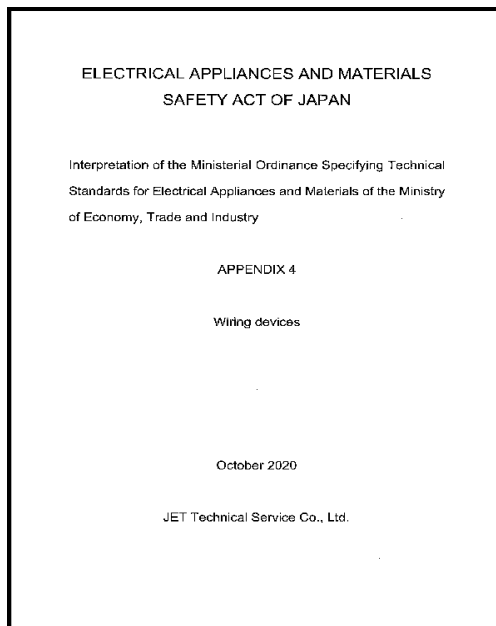 ELECTRICAL APPLIANCES AND MATERIALS
SAFETY ACT OF JAPAN
Interpretation of the Ministerial Ordinance Specifying Technical
Standards for Electrical Appliances and Materials of the Ministry
of Economy, Trade and Industry
APPENDIX 4
Wiring devices
October 2020
JET Technical Service Co., Ltd.